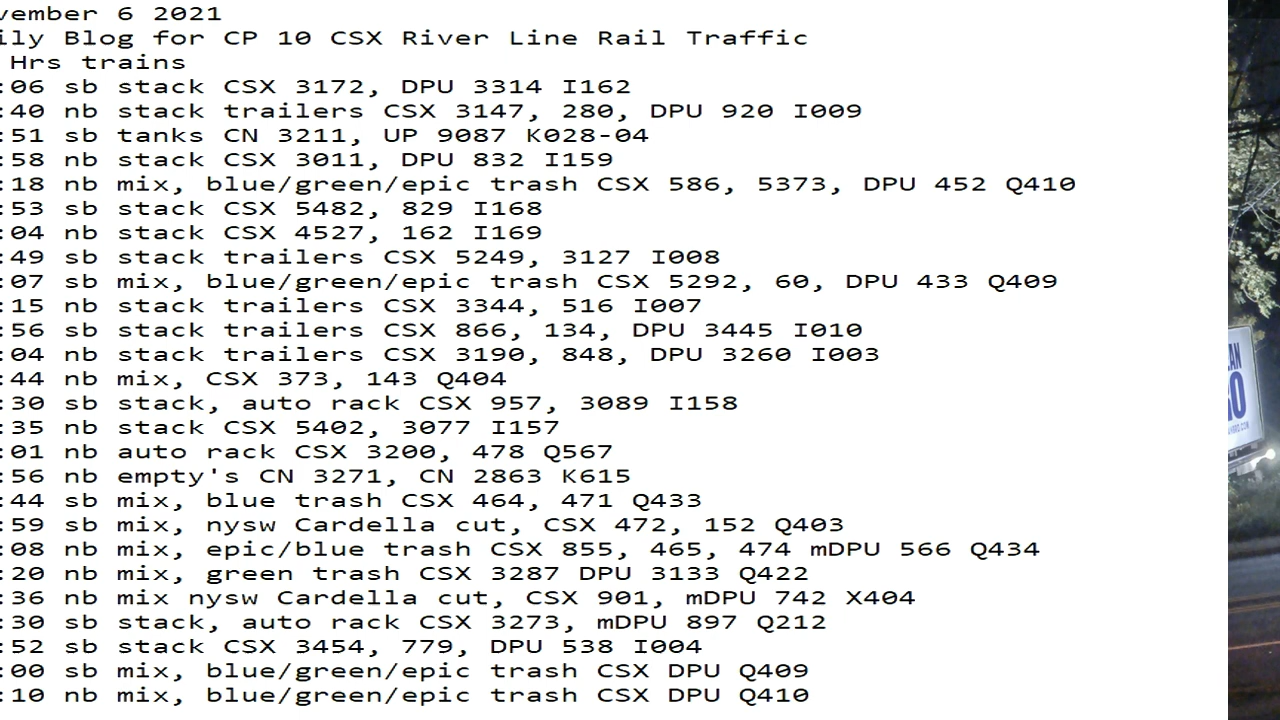 vember 6 2021
ily Blog for CP 10 CSX River Line Rail Traffic
Hrs trains
:06 sb stack CSX 3172, DPU 3314 I162
:40 nb stack trailers CSX 3147, 280, DPU 920 I009
:51 sb tanks CN 3211, UP 9087 K028-04
:58 nb stack CSX 3011, DPU 832 I159
:18 nb mix, blue/green/epic trash CSX 586, 5373, DPU 452 Q410
:53 sb stack CSX 5482, 829 I168
:04 nb stack CSX 4527, 162 I169
:49 sb stack trailers CSX 5249, 3127 I008
:07 sb mix, blue/green/epic trash CSX 5292, 60, DPU 433 Q409
:15 nb stack trailers CSX 3344, 516 I007
:56 sb stack trailers CSX 866, 134, DPU 3445 I010
:04 nb stack trailers CSX 3190, 848, DPU 3260 I003
:44 nb mix, CSX 373, 143 Q404
:30 sb stack, auto rack CSX 957, 3089 I158
:35 nb stack CSX 5402, 3077 I157
:01 nb auto rack CSX 3200, 478 Q567
:56 nb empty's CN 3271, CN 2863 K615
:44 sb mix, blue trash CSX 464, 471 Q433
:59 sb mix, nysw Cardella cut, CSX 472, 152 Q403
:08 nb mix, epic/blue trash CSX 855, 465, 474 mDPU 566 Q434
:20 nb mix, green trash CSX 3287 DPU 3133 Q422
:36 nb mix nysw Cardella cut, CSX 901, mDPU 742 X404
:30 sb stack, auto rack CSX 3273, mDPU 897 Q212
:52 sb stack CSX 3454, 779, DPU 538 I004
:00 sb mix, blue/green/epic trash CSX DPU Q409
:10 nb mix, blue/green/epic trash CSX DPU Q410